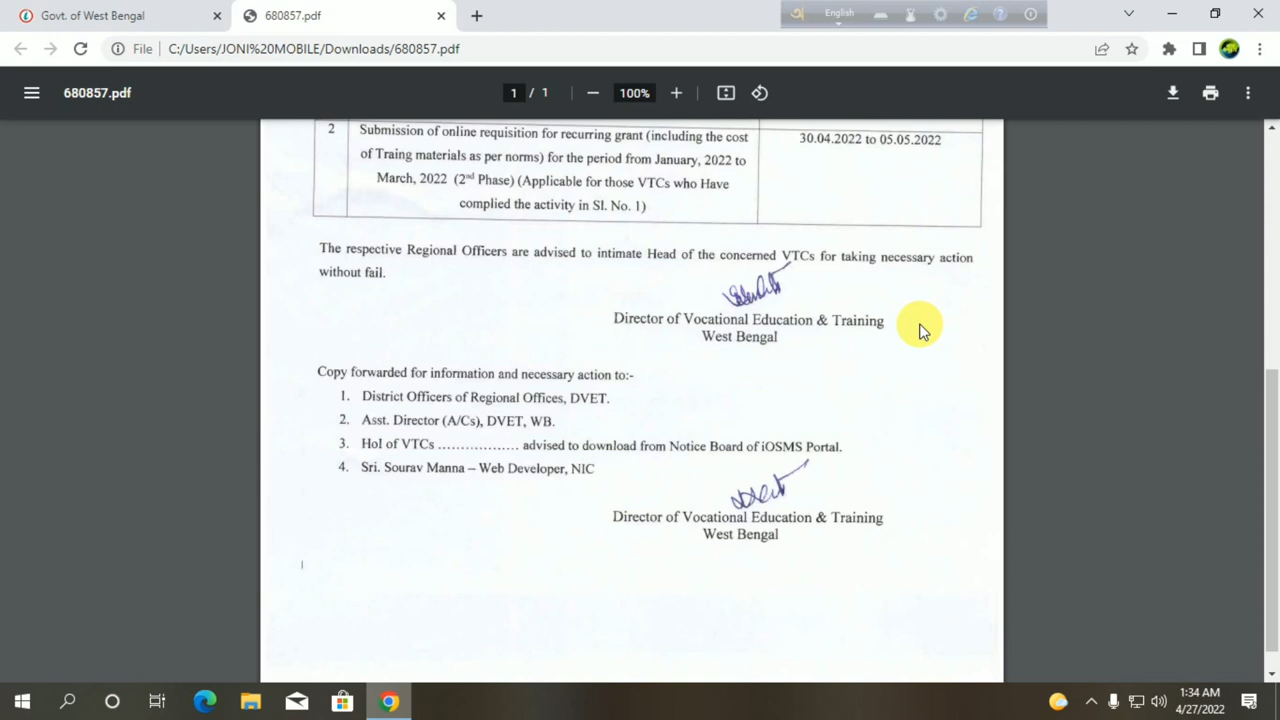 Govt. of West Bengal
680857.pdf
English
File
C:/Users/JONI%20MOBILE/Downloads/680857.pdf
680857.pdf
1 / 1
100%
2 Submission of online requisition for recurring grant (including the cost
of Traing materials as per norms) for the period from January, 2022 to
March, 2022 (2nd Phase) (Applicable for those VTCs who Have
complied the activity in Sl. No. 1)
30.04.2022 to 05.05.2022
The respective Regional Officers are advised to intimate Head of the concerned VTCs for taking necessary action
without fail.
Director of Vocational Education & Training
West Bengal
Copy forwarded for information and necessary action to:-
1. District Officers of Regional Offices, DVET.
2. Asst. Director (A/Cs), DVET, WB.
3. HoI of VTCs .................. advised to download from Notice Board of iOSMS Portal.
4. Sri. Sourav Manna – Web Developer, NIC
Director of Vocational Education & Training
West Bengal
1:34 AM
4/27/2022